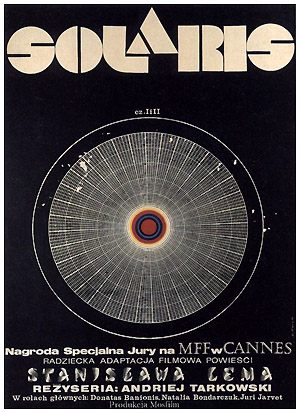 SOLARIS
cz. I i II
Nagroda Specjalna Jury na MFF w CANNES
RADZIECKA ADAPTACJA FILMOWA POWIEŚCI
STANISŁAWA LEMA
REŻYSERIA: ANDRIEJ TARKOWSKI
W rolach głównych: Donatas Banionis, Natalia Bondarczuk, Juri Jarvet
Produkcja Mosfilm